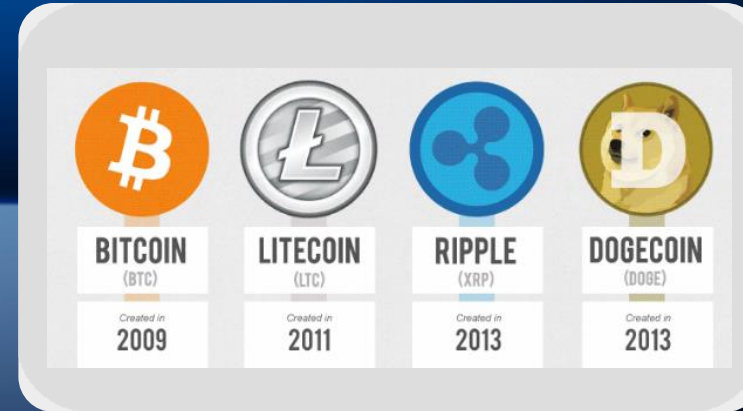 BITCOIN
(BTC)
Created in
2009
LITECOIN
(LTC)
Created in
2011
RIPPLE
(XRP)
Created in
2013
DOGECOIN
(DOGE)
Created in
2013